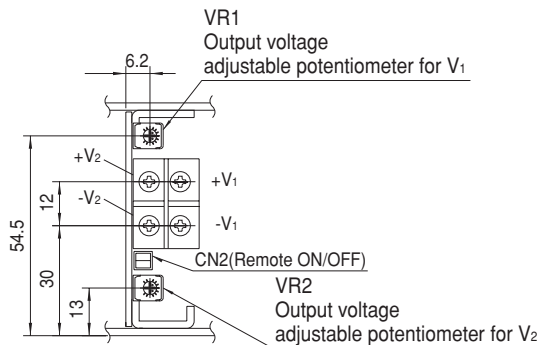 VR1
Output voltage
adjustable potentiometer for V1
6.2
+V2
+V1
-V2
-V1
12
54.5
30
13
CN2(Remote ON/OFF)
VR2
Output voltage
adjustable potentiometer for V2